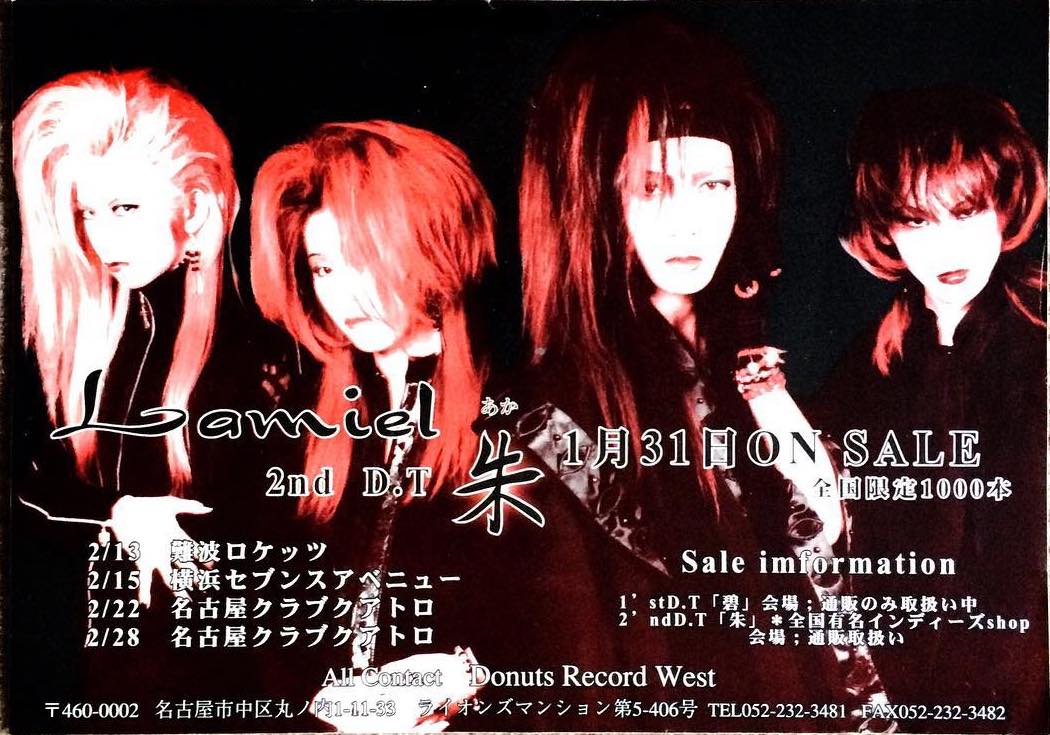 Lamiel
2nd D.T
あか
朱
1月31日ON SALE
全国限定1000本
2/13 難波ロケッツ
2/15 横浜セブンスアベニュー
2/22 名古屋クラブクアトロ
2/28 名古屋クラブクアトロ
Sale imformation
1’stD.T「碧」会場；通販のみ取扱い中
2’ndD.T「朱」＊全国有名インディーズshop
会場；通販取扱い
All Contact Donuts Record West
〒460-0002 名古屋市中区丸ノ内1-11-33 ライオンズマンション第5-406号 TEL052-232-3481 FAX052-232-3482